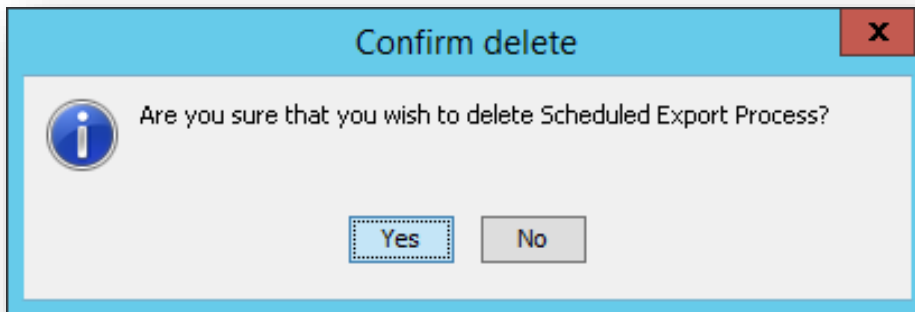 Confirm delete
x
Are you sure that you wish to delete Scheduled Export Process?
Yes
No